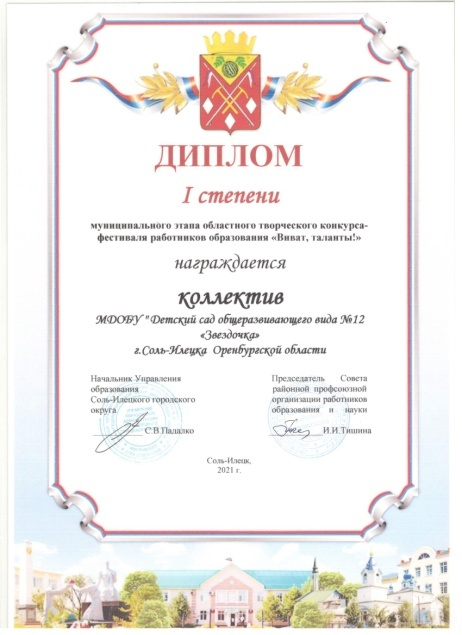 ДИПЛОМ
I степени
муниципального этапа областного творческого конкурса-
фестиваля работников образования «Виват, таланты!»
награждается
коллектив
МДОБУ "Детский сад общеразвивающего вида №12
«Звездочка»
г.Соль-Илецка Оренбургской области
Начальник Управления
образования
Соль-Илецкого городского
округа
С.В.Палалко
Председатель Совета
районной профсоюзной
организации работников
образования и науки
И.И.Тишина
Соль-Илецк,
2021 г.